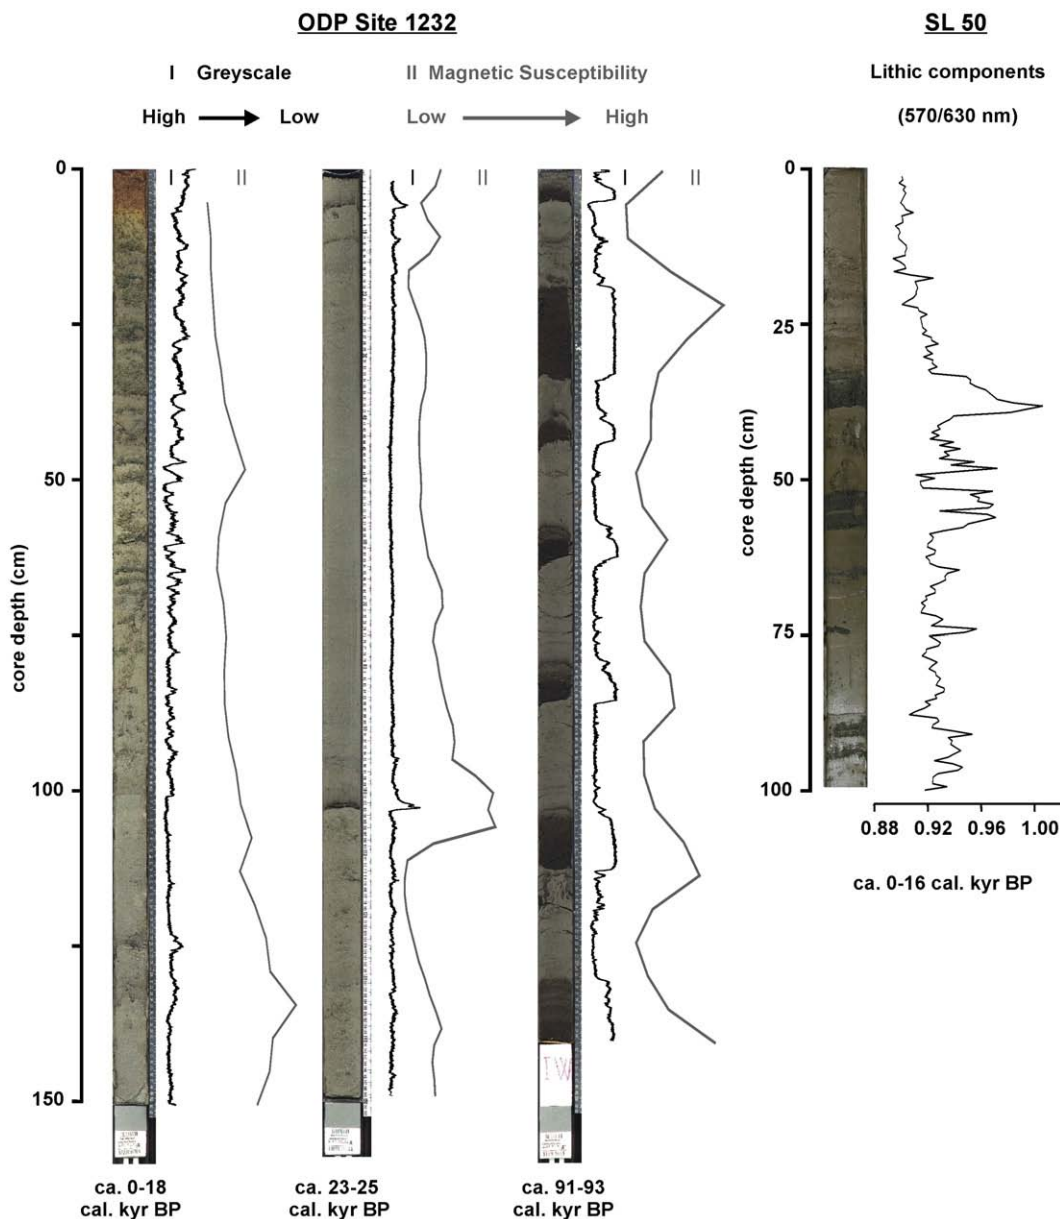 ODP Site 1232
SL 50
I Greyscale
II Magnetic Susceptibility
Lithic components
High Low
Low High
(570/630 nm)
0
I
II
I
II
I
II
0
25
50
50
75
100
100
150
core depth (cm)
core depth (cm)
IW
0.88 0.92 0.96 1.00
ca. 0-16 cal. kyr BP
ca. 0-18
cal. kyr BP
ca. 23-25
cal. kyr BP
ca. 91-93
cal. kyr BP